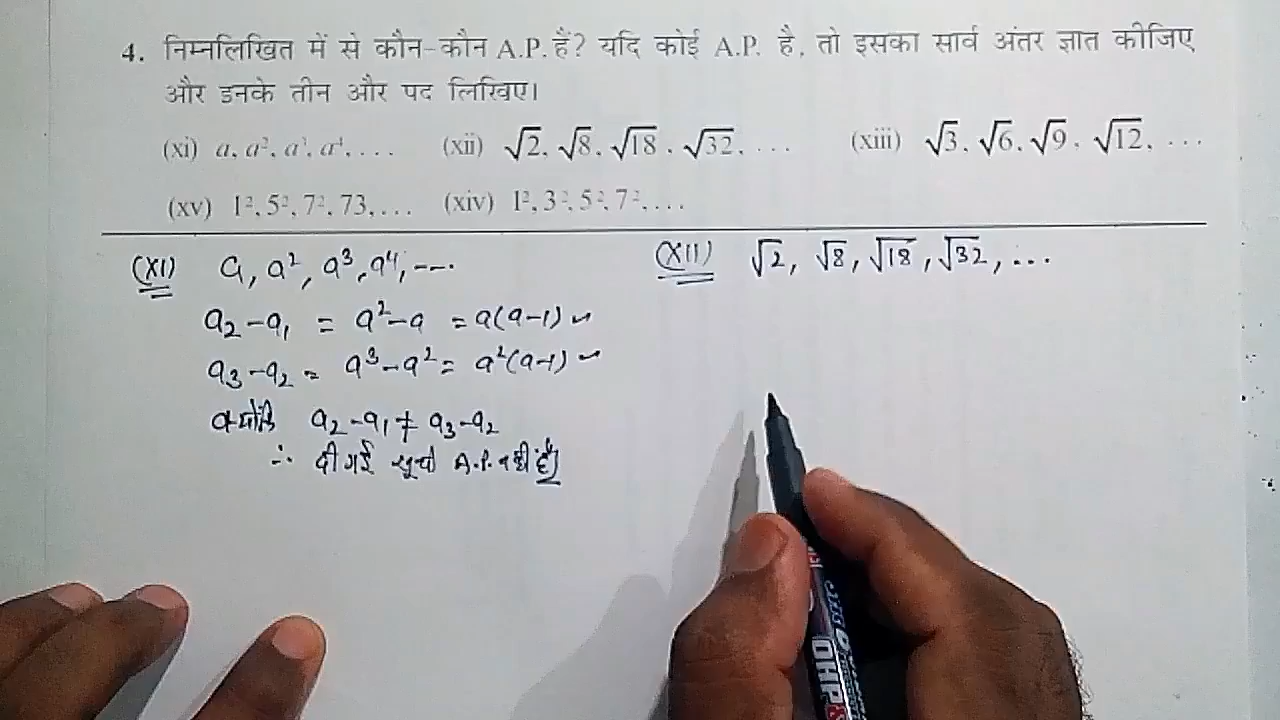 4. निम्नलिखित में से कौन-कौन A.P. हैं? यदि कोई A.P. है, तो इसका सार्व अंतर ज्ञात कीजिए
और इनके तीन और पद लिखिए।
(xi) a, a², a³, a⁴, . . . (xii) √2, √8, √18, √32, . . . (xiii) √3, √6, √9, √12, . . .
(xv) 1², 5², 7², 73, . . . (xiv) 1², 3², 5², 7², . . .
(XI) a, a², a³, a⁴, ----
a₂ - a₁ = a² - a = a(a-1)
a₃ - a₂ = a³ - a² = a²(a-1)
क्योंकि a₂ - a₁ ≠ a₃ - a₂
∴ दी गई सूची A.P. नहीं है।
(XII) √2, √8, √18, √32, ...
OHP